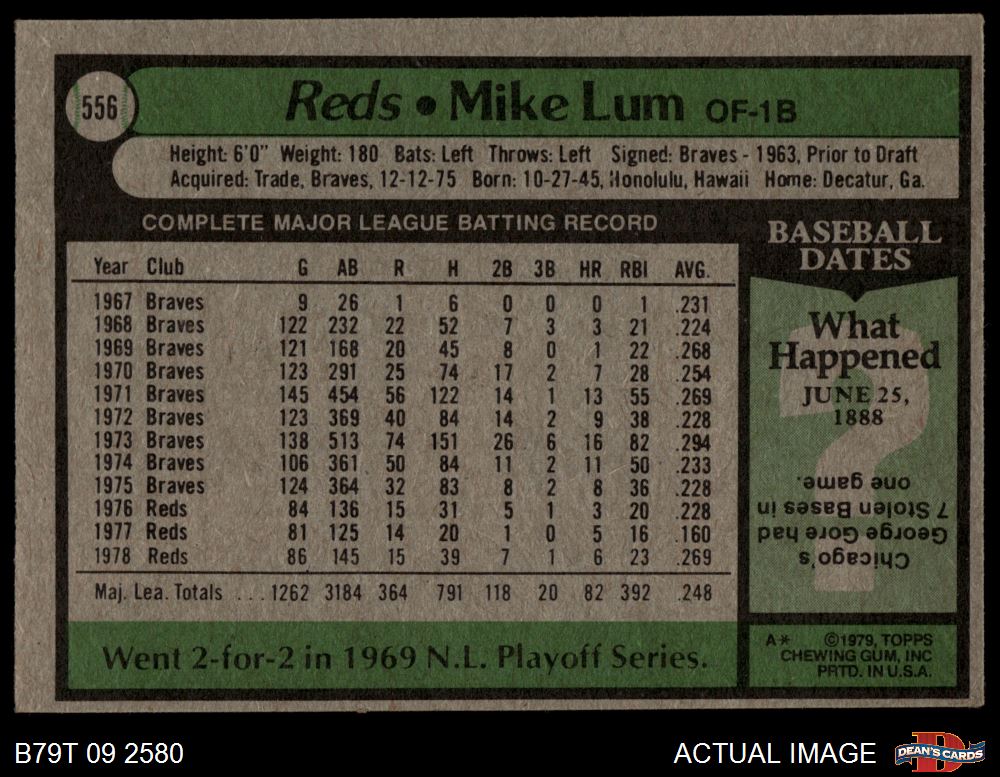 556
Reds • Mike Lum OF-1B
Height: 6'0" Weight: 180 Bats: Left Throws: Left Signed: Braves - 1963, Prior to Draft
Acquired: Trade, Braves, 12-12-75 Born: 10-27-45, Honolulu, Hawaii Home: Decatur, Ga.
COMPLETE MAJOR LEAGUE BATTING RECORD
Year Club G AB R H 2B 3B HR RBI AVG.
1967 Braves 9 26 1 6 0 0 0 1 .231
1968 Braves 122 232 22 52 7 3 3 21 .224
1969 Braves 121 168 20 45 8 0 1 22 .268
1970 Braves 123 291 25 74 17 2 7 28 .254
1971 Braves 145 454 56 122 14 1 13 55 .269
1972 Braves 123 369 40 84 14 2 9 38 .228
1973 Braves 138 513 74 151 26 6 16 82 .294
1974 Braves 106 361 50 84 11 2 11 50 .233
1975 Braves 124 364 32 83 8 2 8 36 .228
1976 Reds 84 136 15 31 5 1 3 20 .228
1977 Reds 81 125 14 20 1 0 5 16 .160
1978 Reds 86 145 15 39 7 1 6 23 .269
Maj. Lea. Totals ... 1262 3184 364 791 118 20 82 392 .248
Went 2-for-2 in 1969 N.L. Playoff Series.
BASEBALL
DATES
What
Happened
JUNE 25,
1888
?
Chicago's
George Gore had
7 Stolen Bases in
one game.
A* ©1979, TOPPS
CHEWING GUM, INC
PRTD. IN U.S.A.
B79T 09 2580
ACTUAL IMAGE
D
DEAN'S CARDS